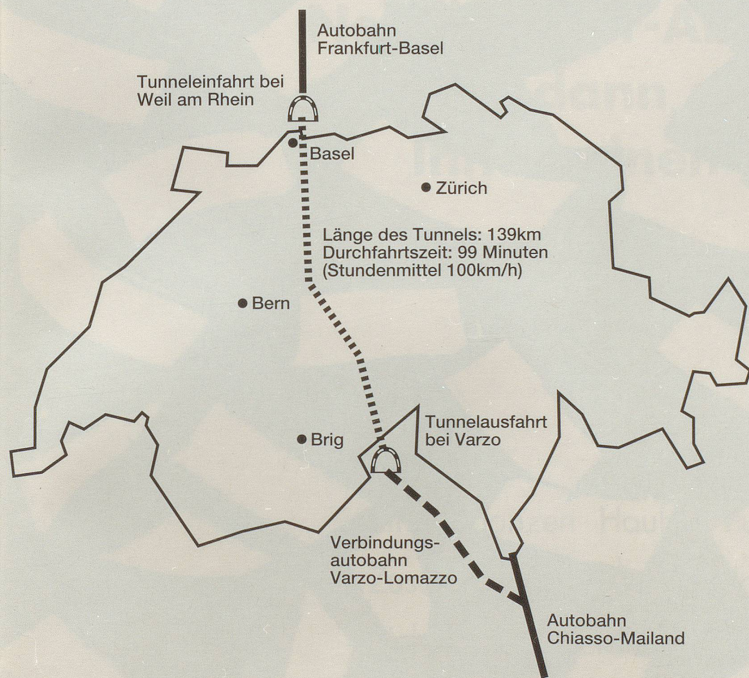 Autobahn
Frankfurt-Basel
Tunneleinfahrt bei
Weil am Rhein
Basel
Zürich
Länge des Tunnels: 139km
Durchfahrtszeit: 99 Minuten
(Stundenmittel 100km/h)
Bern
Tunnelausfahrt
bei Varzo
Brig
Verbindungs-
autobahn
Varzo-Lomazzo
Autobahn
Chiasso-Mailand